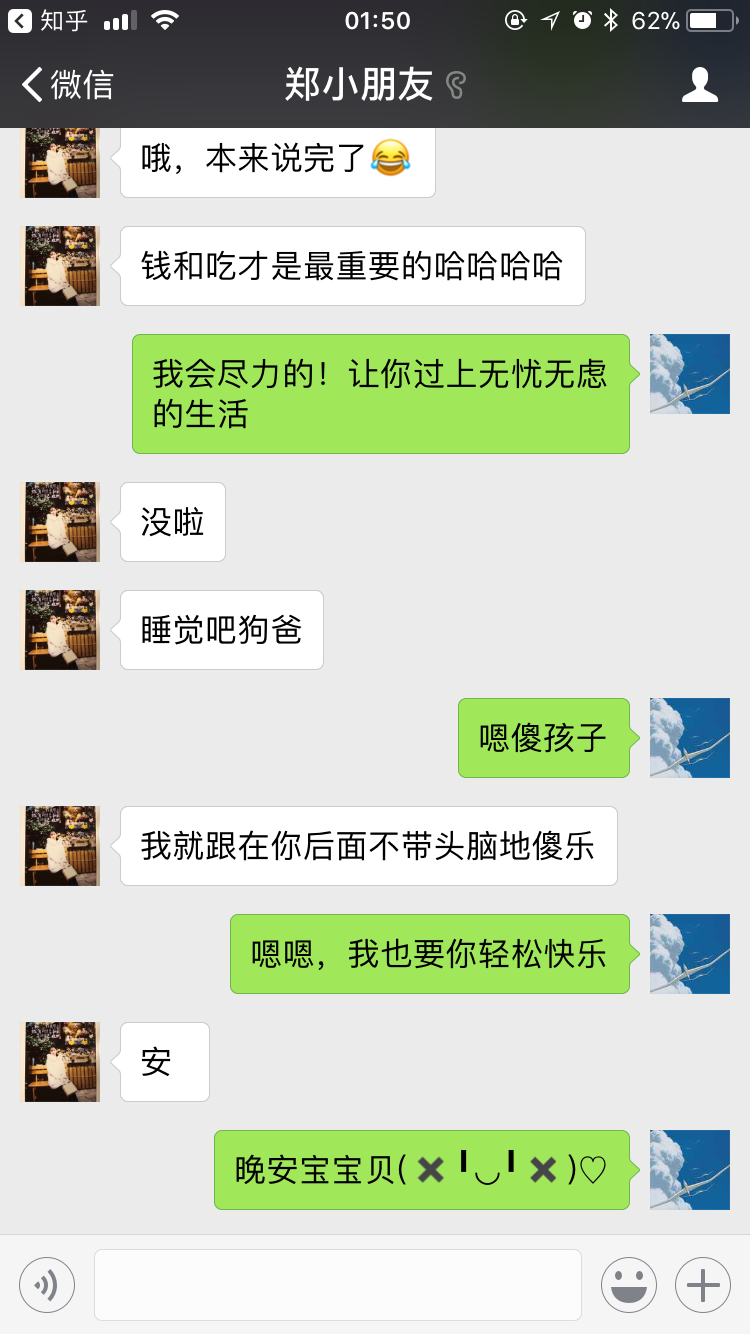 知乎 01:50 62%
微信 郑小朋友
哦，本来说完了😂
钱和吃才是最重要的哈哈哈哈
我会尽力的！让你过上无忧无虑
的生活
没啦
睡觉吧狗爸
嗯傻孩子
我就跟在你后面不带头脑地傻乐
嗯嗯，我也要你轻松快乐
安
晚安宝宝贝(✖╹◡╹✖)♡